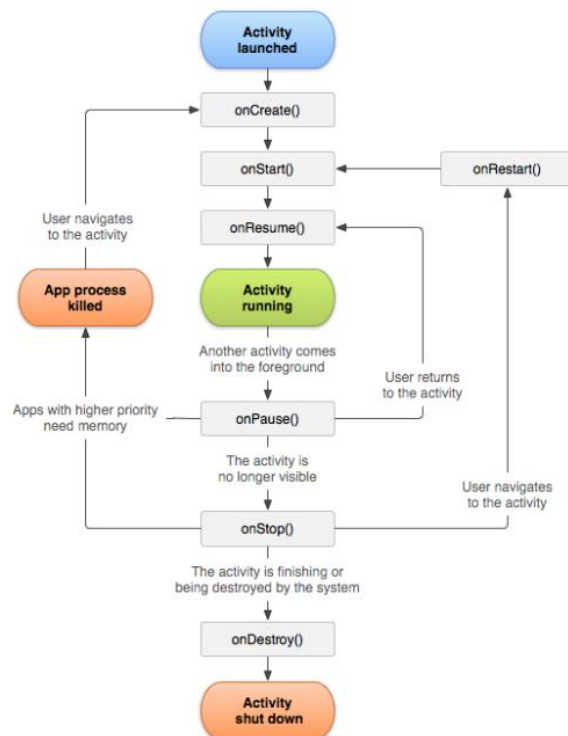 Activity
launched
onCreate()
onStart()
onRestart()
User navigates
to the activity
onResume()
App process
killed
Activity
running
Another activity comes
into the foreground
User returns
to the activity
Apps with higher priority
need memory
onPause()
The activity is
no longer visible
User navigates
to the activity
onStop()
The activity is finishing or
being destroyed by the system
onDestroy()
Activity
shut down